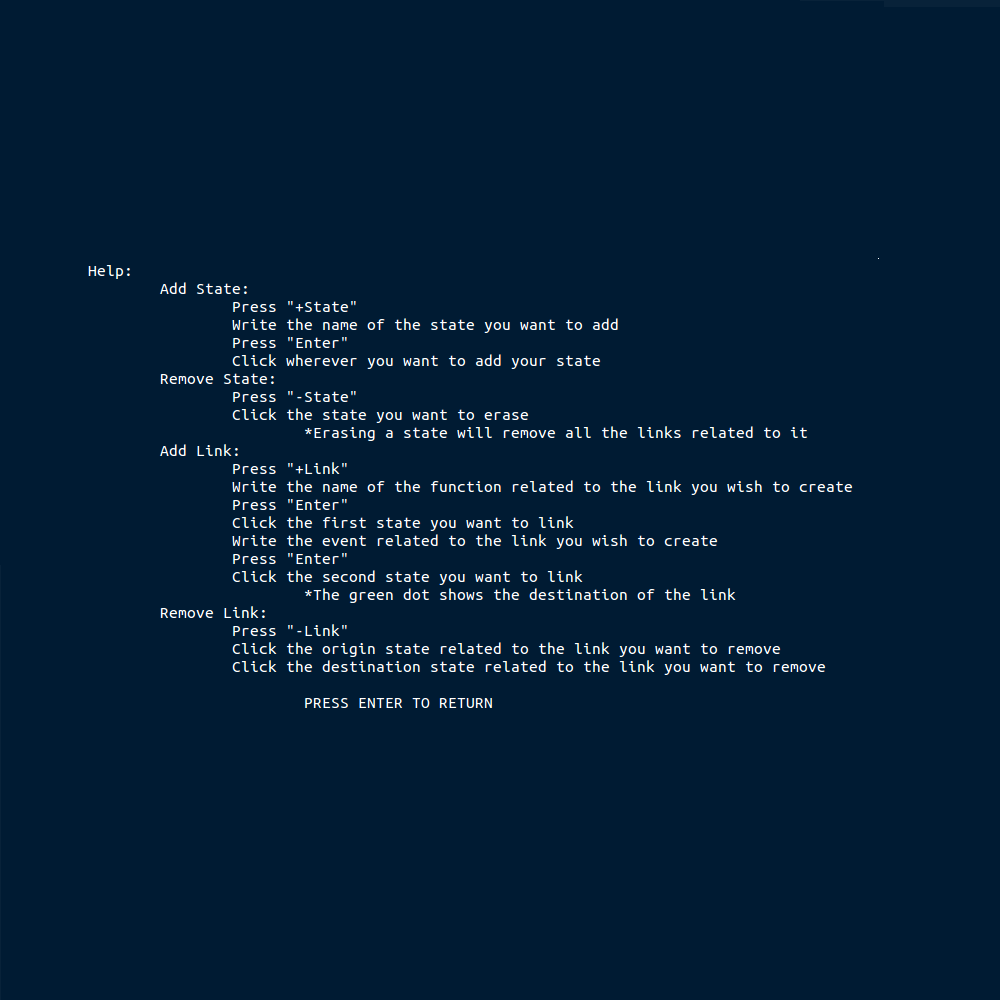 Help:
Add State:
Press "+State"
Write the name of the state you want to add
Press "Enter"
Click wherever you want to add your state
Remove State:
Press "-State"
Click the state you want to erase
*Erasing a state will remove all the links related to it
Add Link:
Press "+Link"
Write the name of the function related to the link you wish to create
Press "Enter"
Click the first state you want to link
Write the event related to the link you wish to create
Press "Enter"
Click the second state you want to link
*The green dot shows the destination of the link
Remove Link:
Press "-Link"
Click the origin state related to the link you want to remove
Click the destination state related to the link you want to remove
PRESS ENTER TO RETURN